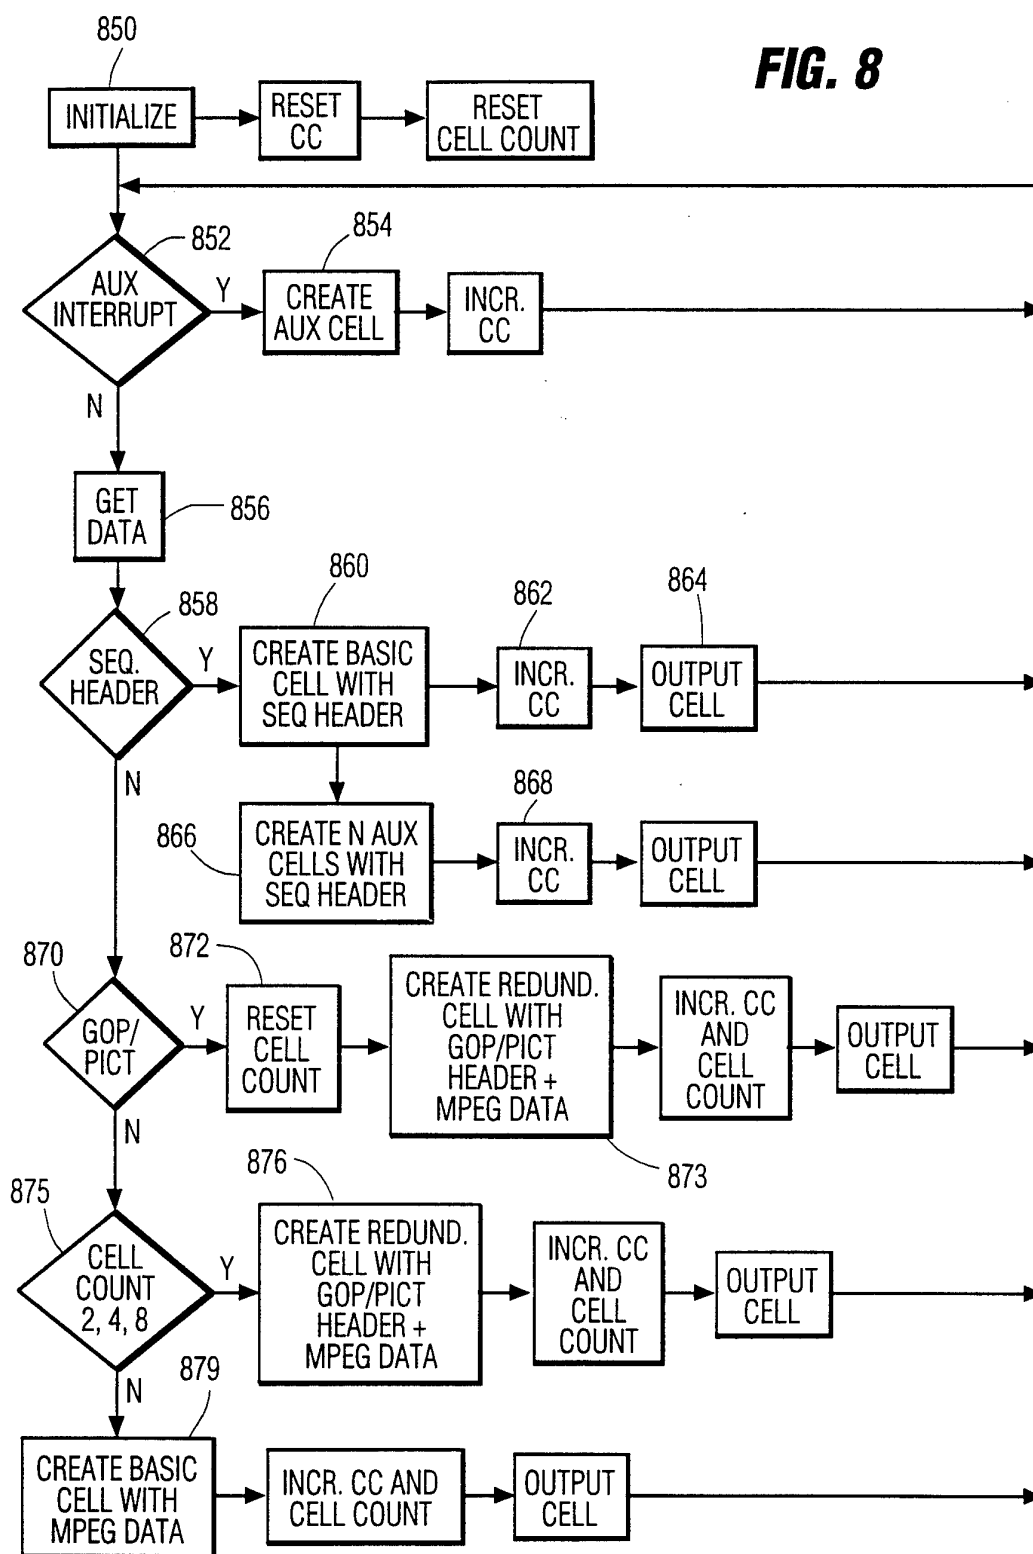 850
FIG. 8
INITIALIZE
RESET
CC
RESET
CELL COUNT
852
854
AUX
INTERRUPT
Y
CREATE
AUX CELL
INCR.
CC
N
GET
DATA
856
858
860
862
864
SEQ.
HEADER
Y
CREATE BASIC
CELL WITH
SEQ HEADER
INCR.
CC
OUTPUT
CELL
N
866
CREATE N AUX
CELLS WITH
SEQ HEADER
868
INCR.
CC
OUTPUT
CELL
870
872
GOP/
PICT
Y
RESET
CELL
COUNT
CREATE REDUND.
CELL WITH
GOP/PICT
HEADER +
MPEG DATA
INCR. CC
AND
CELL
COUNT
OUTPUT
CELL
N
873
875
876
CELL
COUNT
2, 4, 8
Y
CREATE REDUND.
CELL WITH
GOP/PICT
HEADER +
MPEG DATA
INCR. CC
AND
CELL
COUNT
OUTPUT
CELL
N
879
CREATE BASIC
CELL WITH
MPEG DATA
INCR. CC AND
CELL COUNT
OUTPUT
CELL